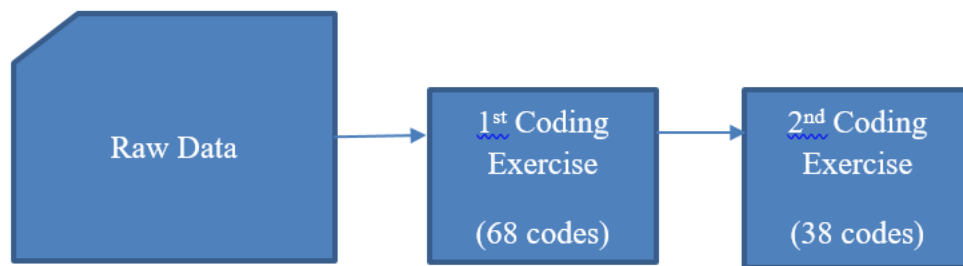 Raw Data
1st Coding
Exercise
(68 codes)
2nd Coding
Exercise
(38 codes)